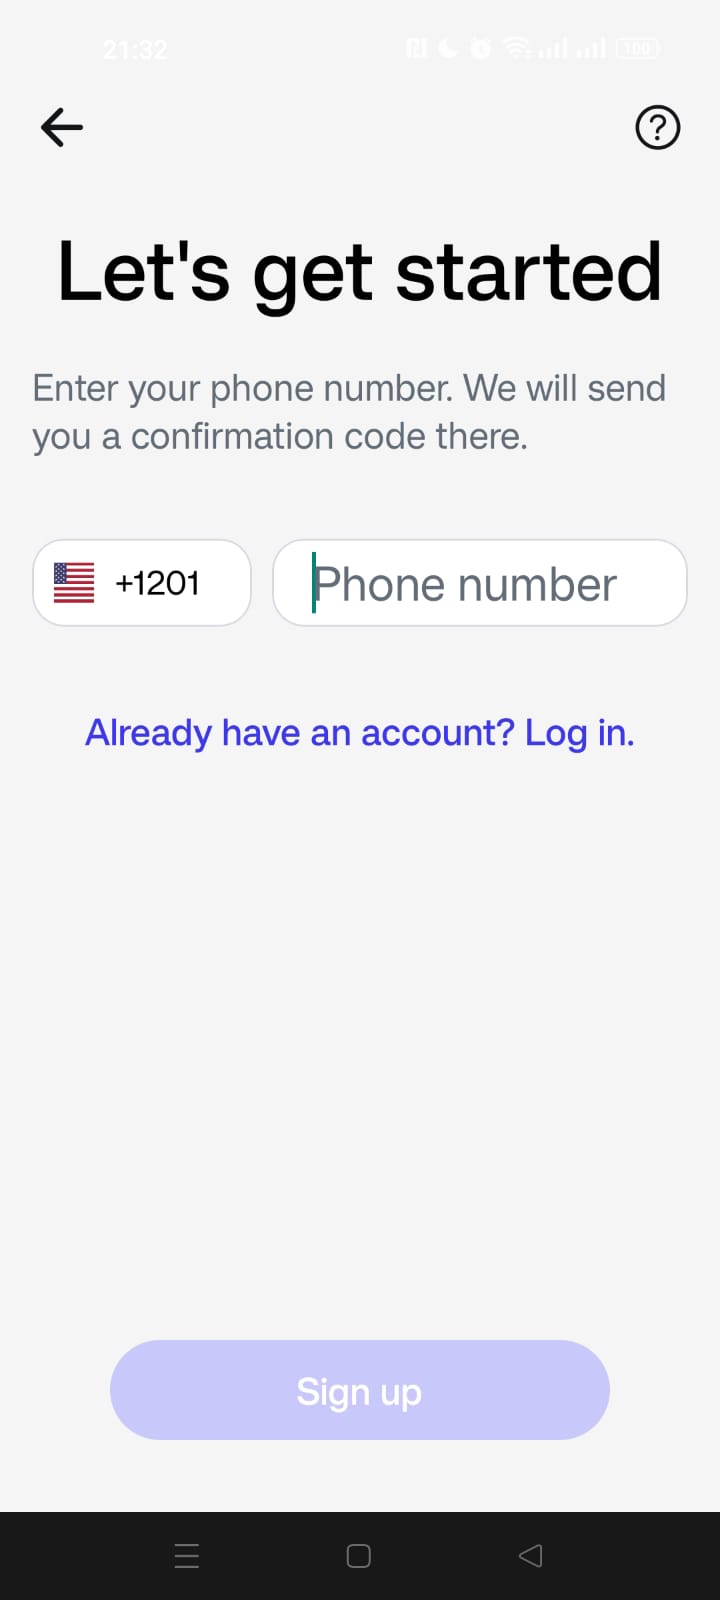 21:32
100
?
Let's get started
Enter your phone number. We will send
you a confirmation code there.
+1201 Phone number
Already have an account? Log in.
Sign up